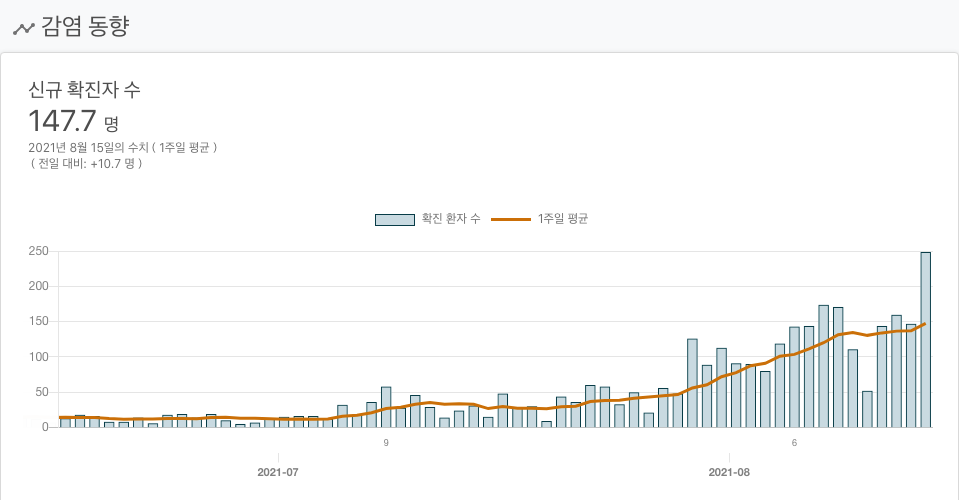 감염 동향
신규 확진자 수
147.7 명
2021년 8월 15일의 수치 ( 1주일 평균 )
( 전일 대비: +10.7 명 )
확진 환자 수 1주일 평균
250
200
150
100
50
0
9 6
2021-07 2021-08